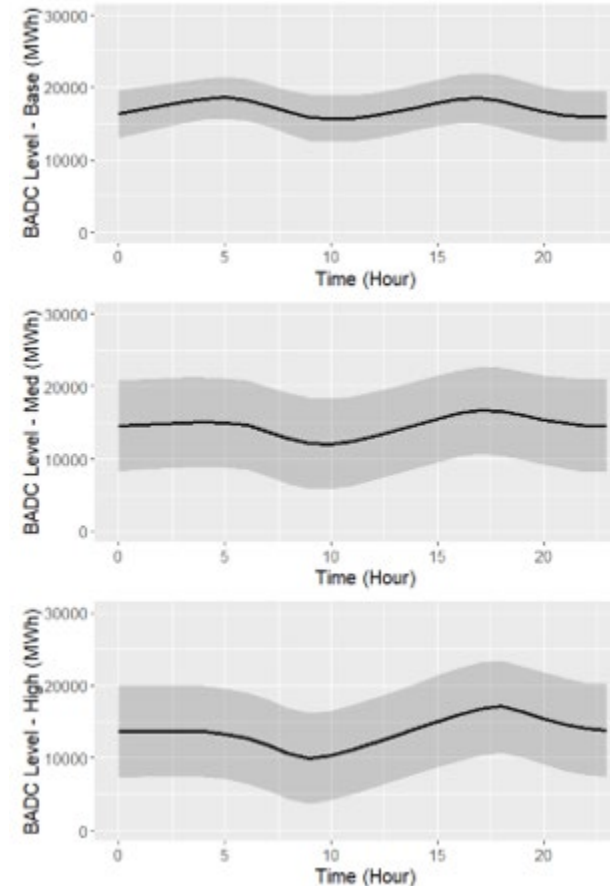 BADC Level - Base (MWh)
30000
20000
10000
0
0 5 10 15 20
Time (Hour)
BADC Level - Med (MWh)
30000
20000
10000
0
0 5 10 15 20
Time (Hour)
BADC Level - High (MWh)
30000
20000
10000
0
0 5 10 15 20
Time (Hour)